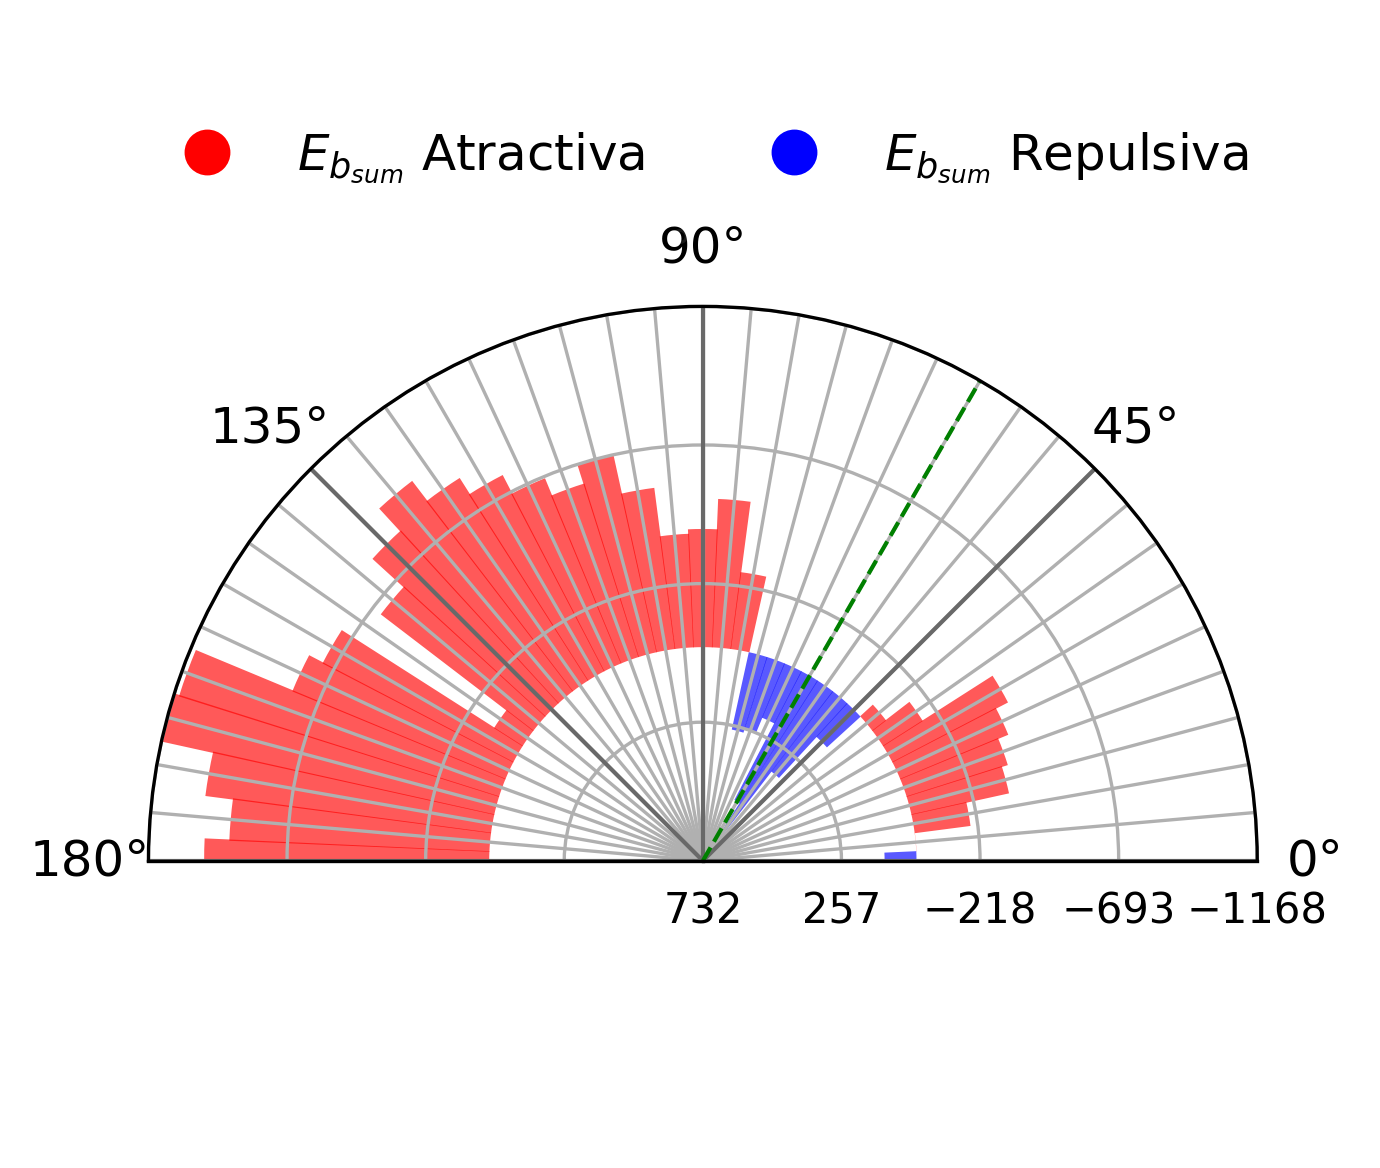 E_{b_{sum}} Atractiva E_{b_{sum}} Repulsiva
90°
135° 45°
180° 0°
732 257 −218 −693 −1168